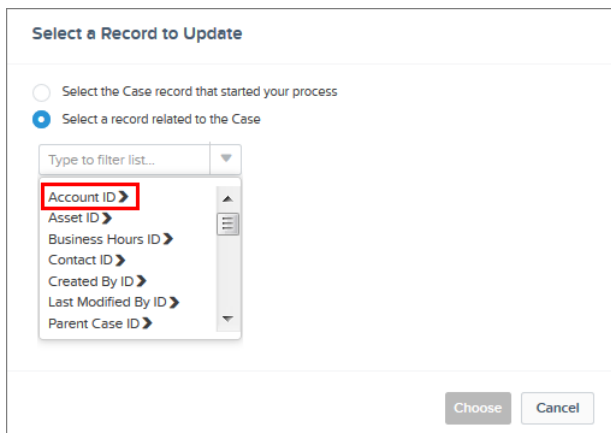 Select a Record to Update
Select the Case record that started your process
Select a record related to the Case
Type to filter list...
Account ID
Asset ID
Business Hours ID
Contact ID
Created By ID
Last Modified By ID
Parent Case ID
Choose Cancel